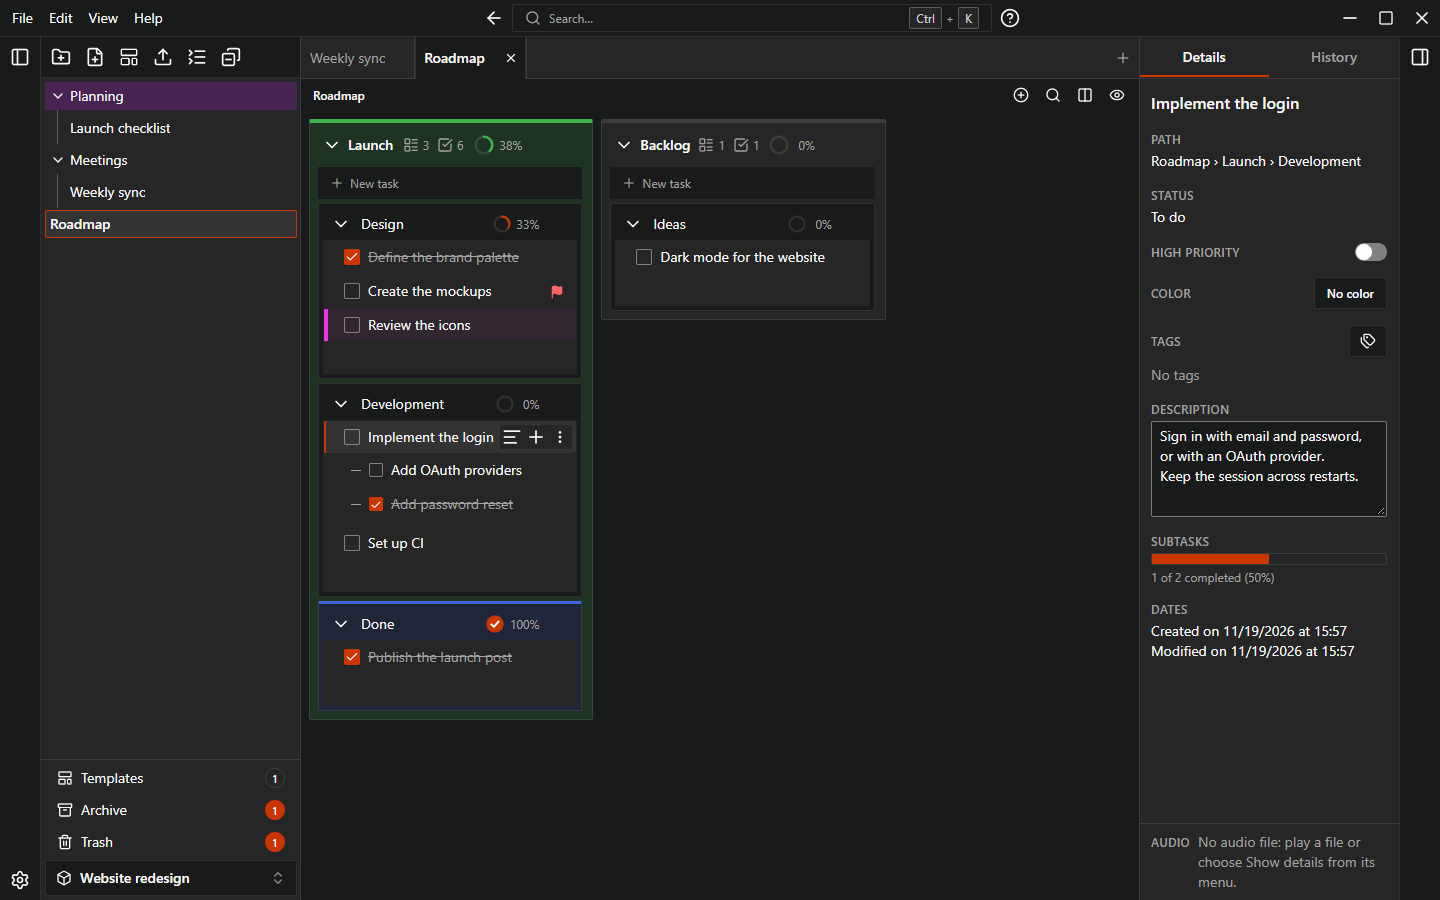 File Edit View Help
Search...
Ctrl + K
Weekly sync
Roadmap
Details
History
Planning
Launch checklist
Meetings
Weekly sync
Roadmap
Templates 1
Archive 1
Trash 1
Website redesign
Roadmap
Launch 3 6 38%
New task
Design 33%
Define the brand palette
Create the mockups
Review the icons
Development 0%
Implement the login
Add OAuth providers
Add password reset
Set up CI
Done 100%
Publish the launch post
Backlog 1 1 0%
New task
Ideas 0%
Dark mode for the website
Implement the login
PATH
Roadmap › Launch › Development
STATUS
To do
HIGH PRIORITY
COLOR No color
TAGS
No tags
DESCRIPTION
Sign in with email and password,
or with an OAuth provider.
Keep the session across restarts.
SUBTASKS
1 of 2 completed (50%)
DATES
Created on 11/19/2026 at 15:57
Modified on 11/19/2026 at 15:57
AUDIO No audio file: play a file or
choose Show details from its
menu.